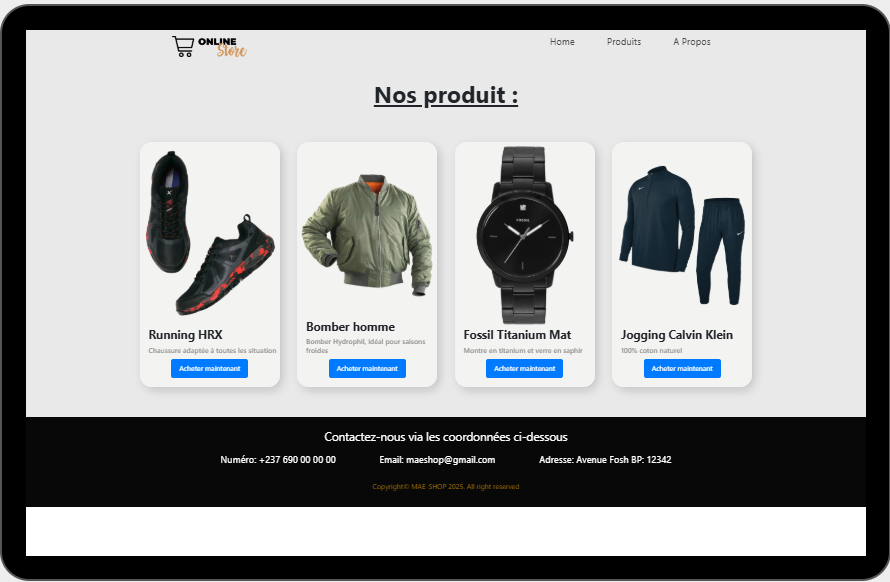 ONLINE
Store
Home Produits A Propos
Nos produit :
FOSSIL
Running HRX
Chaussure adaptée à toutes les situation
Acheter maintenant
Bomber homme
Bomber Hydrophil, idéal pour saisons
froides
Acheter maintenant
Fossil Titanium Mat
Montre en titanium et verre en saphir
Acheter maintenant
Jogging Calvin Klein
100% coton naturel
Acheter maintenant
Contactez-nous via les coordonnées ci-dessous
Numéro: +237 690 00 00 00 Email: maeshop@gmail.com Adresse: Avenue Fosh BP: 12342
Copyright© MAE-SHOP 2025. All right reserved